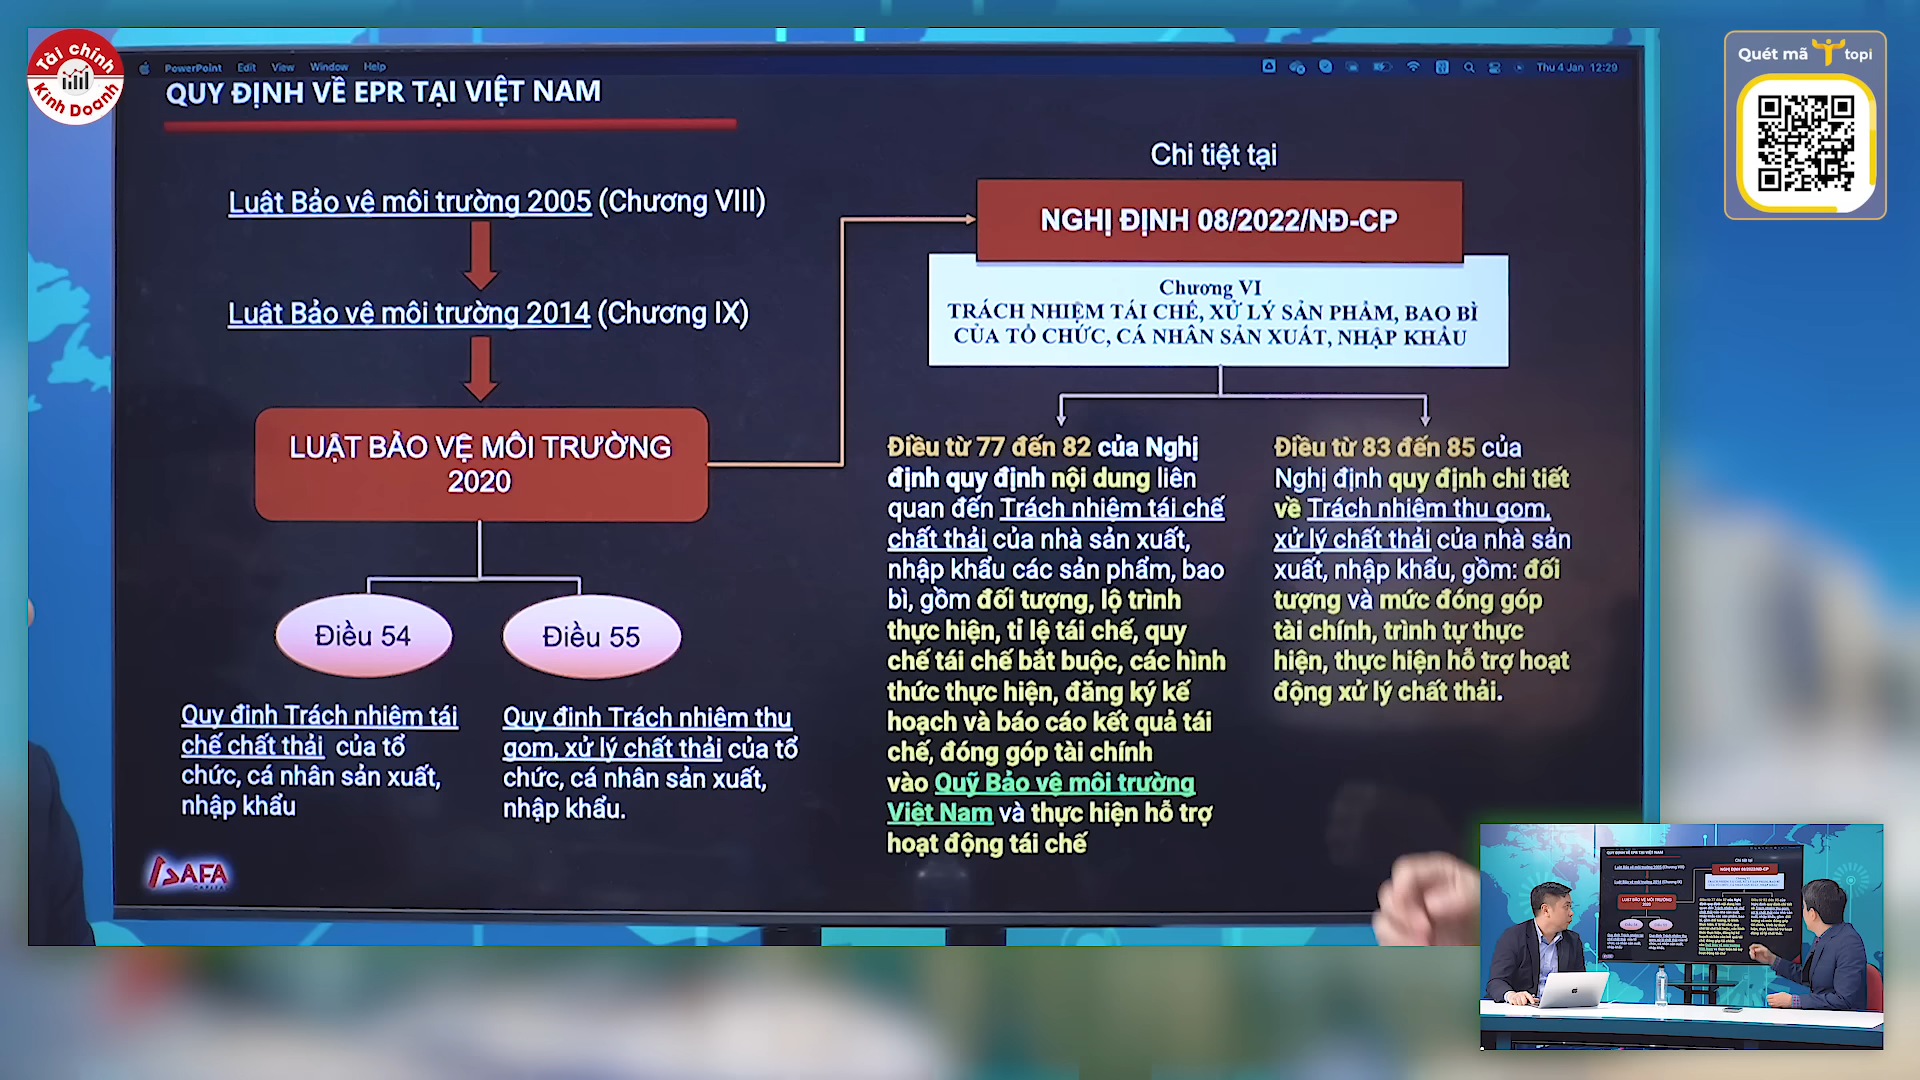 Tài chính
Kinh Doanh
Quét mã topi
PowerPoint Edit View Window Help
Thu 4 Jan 12:29
QUY ĐỊNH VỀ EPR TẠI VIỆT NAM
Luật Bảo vệ môi trường 2005 (Chương VIII)
Luật Bảo vệ môi trường 2014 (Chương IX)
LUẬT BẢO VỆ MÔI TRƯỜNG
2020
Điều 54
Điều 55
Quy định Trách nhiệm tái
chế chất thải của tổ
chức, cá nhân sản xuất,
nhập khẩu
Quy định Trách nhiệm thu
gom, xử lý chất thải của tổ
chức, cá nhân sản xuất,
nhập khẩu.
Chi tiệt tại
NGHỊ ĐỊNH 08/2022/NĐ-CP
Chương VI
TRÁCH NHIỆM TÁI CHẾ, XỬ LÝ SẢN PHẨM, BAO BÌ
CỦA TỔ CHỨC, CÁ NHÂN SẢN XUẤT, NHẬP KHẨU
Điều từ 77 đến 82 của Nghị
định quy định nội dung liên
quan đến Trách nhiệm tái chế
chất thải của nhà sản xuất,
nhập khẩu các sản phẩm, bao
bì, gồm đối tượng, lộ trình
thực hiện, tỉ lệ tái chế, quy
chế tái chế bắt buộc, các hình
thức thực hiện, đăng ký kế
hoạch và báo cáo kết quả tái
chế, đóng góp tài chính
vào Quỹ Bảo vệ môi trường
Việt Nam và thực hiện hỗ trợ
hoạt động tái chế
Điều từ 83 đến 85 của
Nghị định quy định chi tiết
về Trách nhiệm thu gom,
xử lý chất thải của nhà sản
xuất, nhập khẩu, gồm: đối
tượng và mức đóng góp
tài chính, trình tự thực
hiện, thực hiện hỗ trợ hoạt
động xử lý chất thải.
AFA
CAPITAL